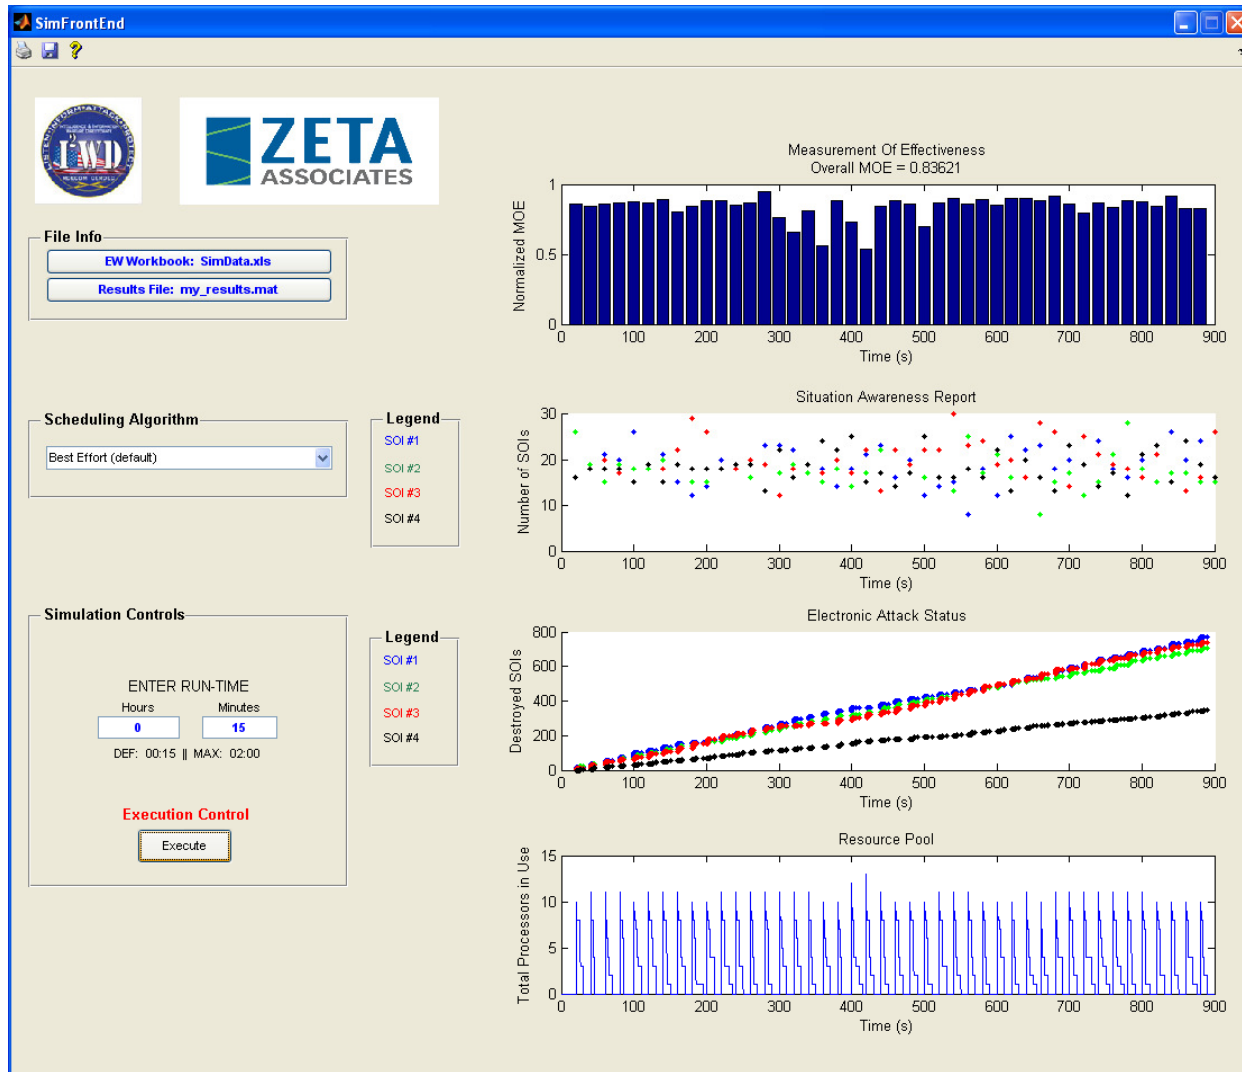 SimFrontEnd
I²WD
ZETA
ASSOCIATES
File Info
EW Workbook: SimData.xls
Results File: my_results.mat
Scheduling Algorithm
Best Effort (default)
Legend
SOI #1
SOI #2
SOI #3
SOI #4
Simulation Controls
ENTER RUN-TIME
Hours Minutes
0 15
DEF: 00:15 || MAX: 02:00
Execution Control
Execute
Legend
SOI #1
SOI #2
SOI #3
SOI #4
Measurement Of Effectiveness
Overall MOE = 0.83621
Normalized MOE
1
0.5
0
0 100 200 300 400 500 600 700 800 900
Time (s)
Situation Awareness Report
Number of SOIs
30
20
10
0
0 100 200 300 400 500 600 700 800 900
Time (s)
Electronic Attack Status
Destroyed SOIs
800
600
400
200
0
0 100 200 300 400 500 600 700 800 900
Time (s)
Resource Pool
Total Processors in Use
15
10
5
0
0 100 200 300 400 500 600 700 800 900
Time (s)